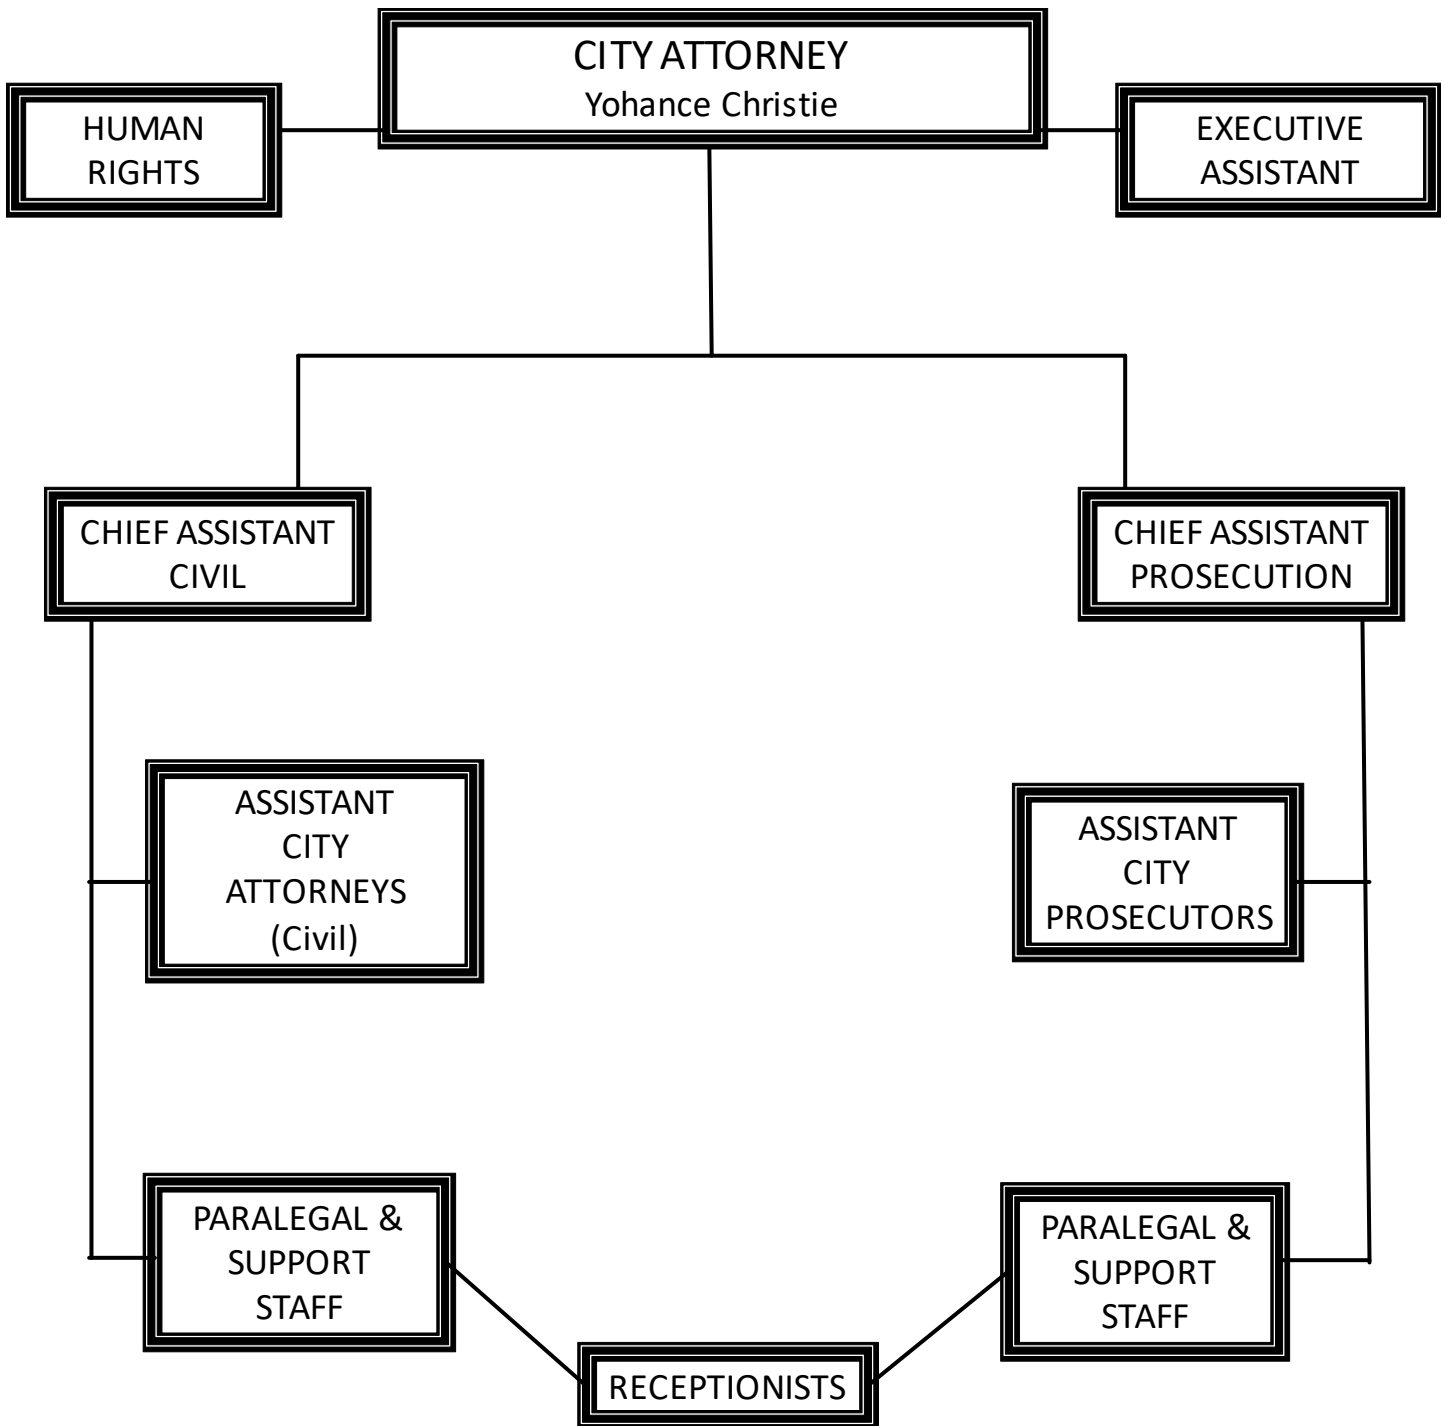 CITY ATTORNEY
Yohance Christie
HUMAN
RIGHTS
EXECUTIVE
ASSISTANT
CHIEF ASSISTANT
CIVIL
CHIEF ASSISTANT
PROSECUTION
ASSISTANT
CITY
ATTORNEYS
(Civil)
ASSISTANT
CITY
PROSECUTORS
PARALEGAL &
SUPPORT
STAFF
PARALEGAL &
SUPPORT
STAFF
RECEPTIONISTS